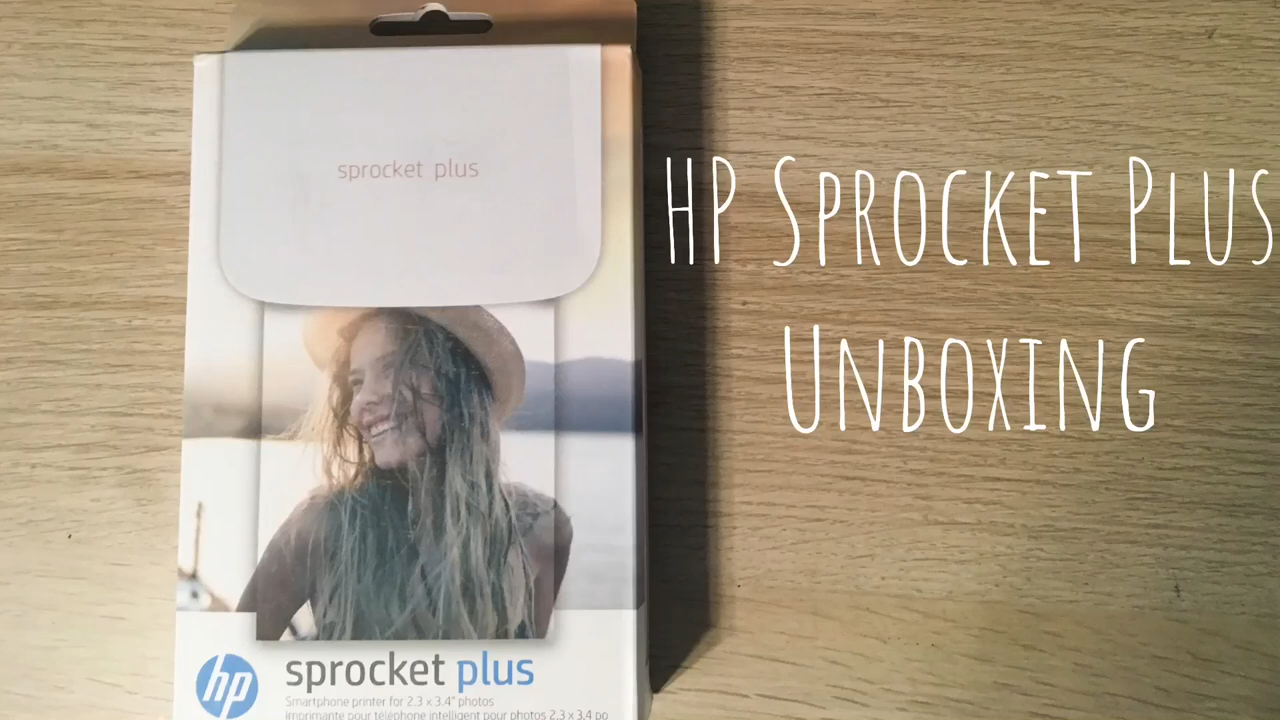 sprocket plus
HP Sprocket Plus
Unboxing
hp
sprocket plus
Smartphone printer for 2.3 x 3.4" photos
Imprimante pour téléphone intelligent pour photos 2,3 x 3,4 po